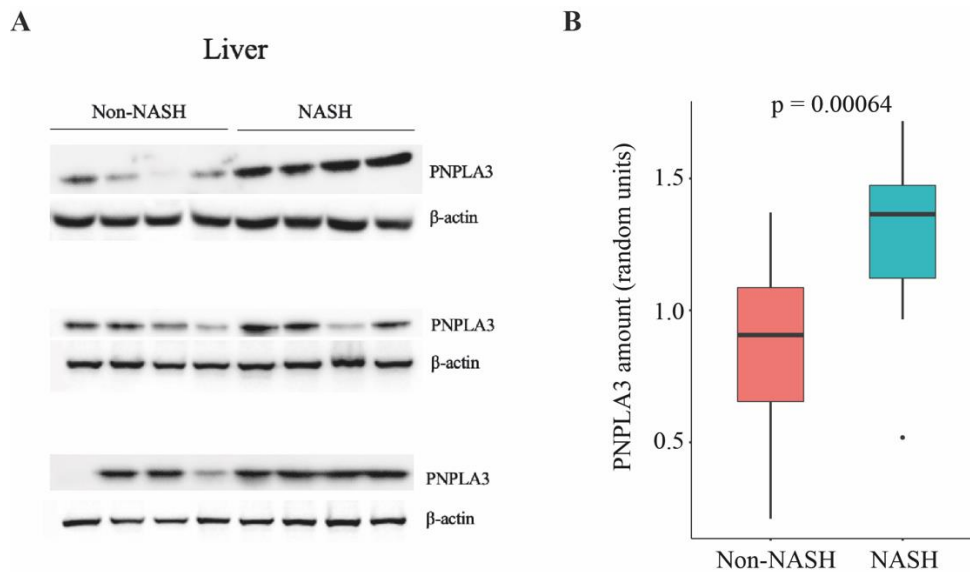 A
Liver
Non-NASH NASH
PNPLA3
β-actin
PNPLA3
β-actin
PNPLA3
β-actin
B
p = 0.00064
PNPLA3 amount (random units)
1.5
1.0
0.5
Non-NASH NASH